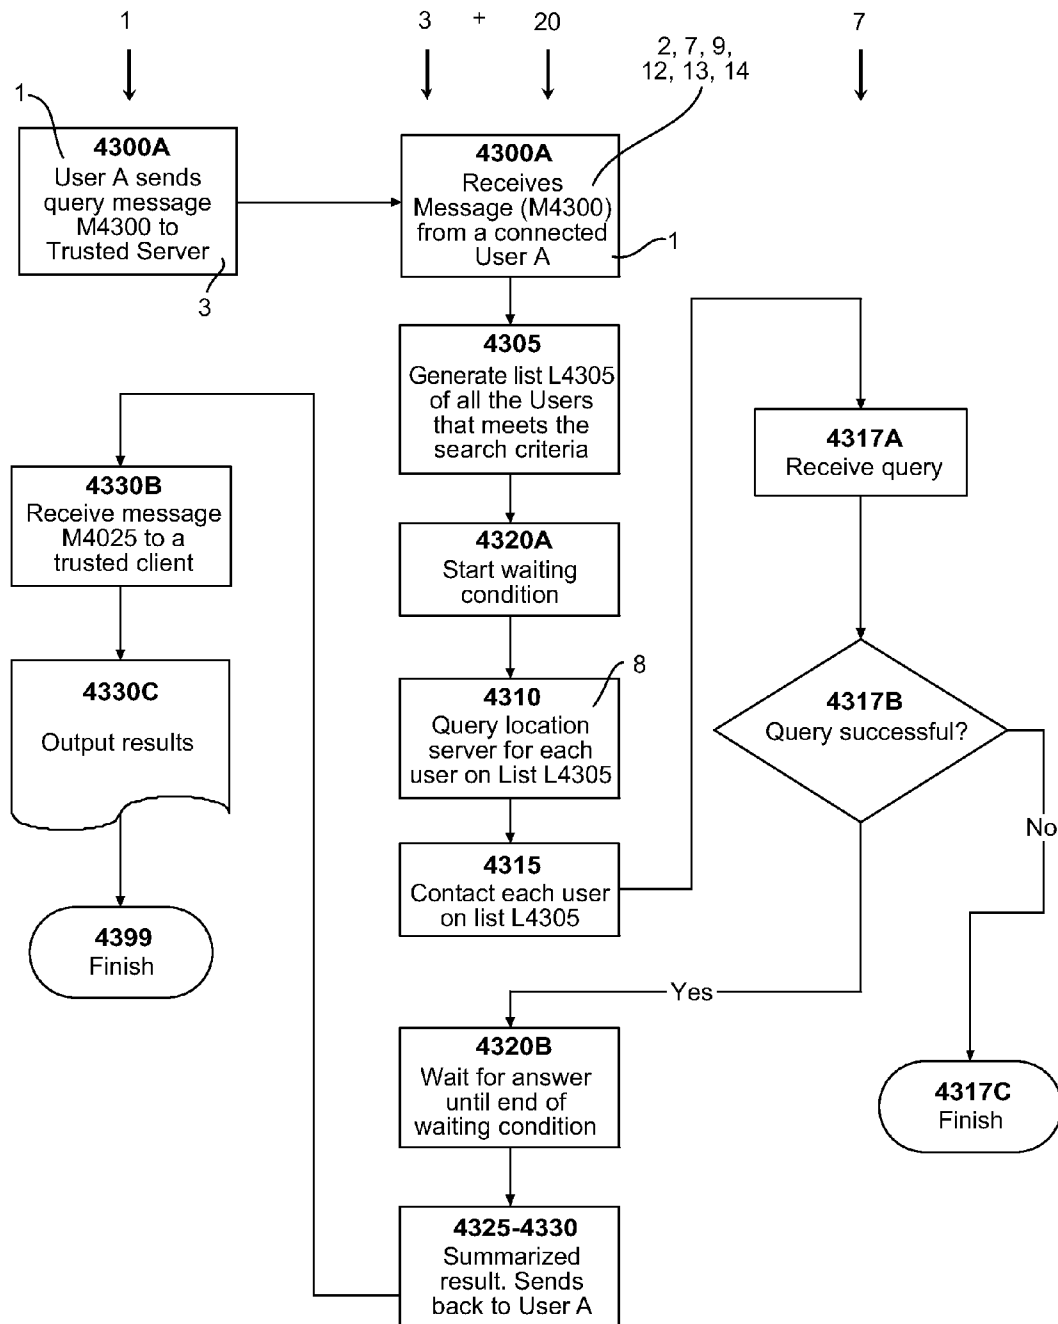 1
3 + 20
7
2, 7, 9,
12, 13, 14
1
4300A
User A sends
query message
M4300 to
Trusted Server
3
4300A
Receives
Message (M4300)
from a connected
User A
1
4305
Generate list L4305
of all the Users
that meets the
search criteria
4317A
Receive query
4330B
Receive message
M4025 to a
trusted client
4320A
Start waiting
condition
8
4310
Query location
server for each
user on List L4305
4317B
Query successful?
4330C
Output results
No
4315
Contact each user
on list L4305
4399
Finish
Yes
4320B
Wait for answer
until end of
waiting condition
4317C
Finish
4325-4330
Summarized
result. Sends
back to User A